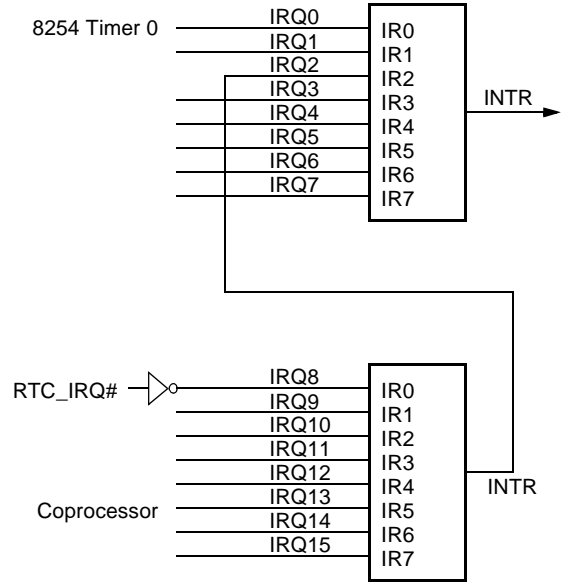 IRQ0
8254 Timer 0
IR0
IRQ1
IR1
IRQ2
IR2
IRQ3
IR3
INTR
IRQ4
IR4
IRQ5
IR5
IRQ6
IR6
IRQ7
IR7
IRQ8
RTC_IRQ#
IR0
IRQ9
IR1
IRQ10
IR2
IRQ11
IR3
IRQ12
IR4
INTR
IRQ13
Coprocessor
IR5
IRQ14
IR6
IRQ15
IR7